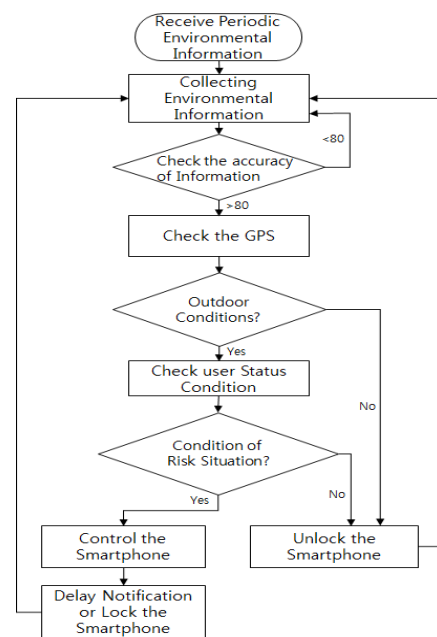 Receive Periodic
Environmental
Information
Collecting
Environmental
Information
<80
Check the accuracy
of Information
>80
Check the GPS
Outdoor
Conditions?
Yes
Check user Status
Condition
No
Condition of
Risk Situation?
Yes
No
Control the
Smartphone
Unlock the
Smartphone
Delay Notification
or Lock the
Smartphone